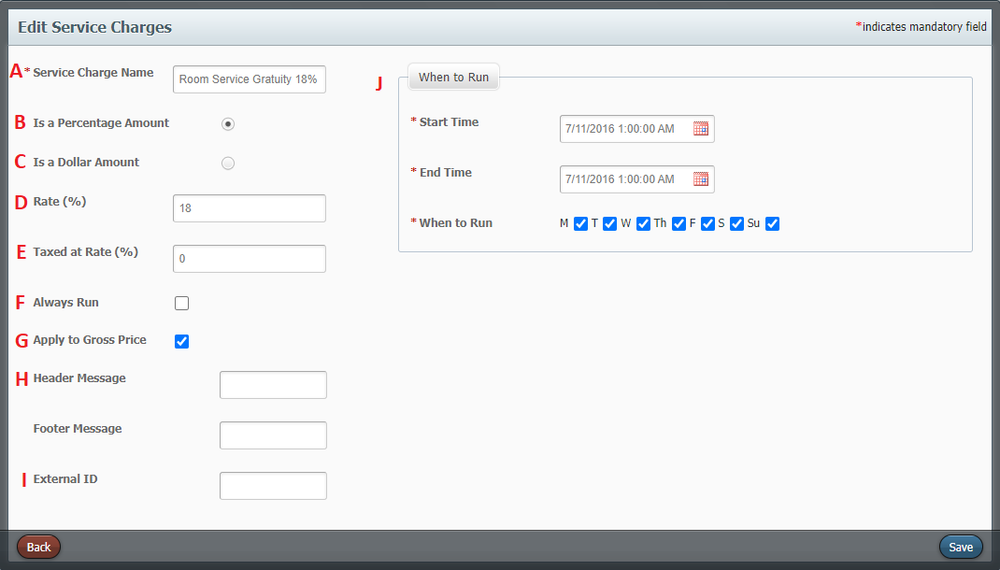 Edit Service Charges
*indicates mandatory field
A * Service Charge Name Room Service Gratuity 18%
B Is a Percentage Amount
C Is a Dollar Amount
D Rate (%) 18
E Taxed at Rate (%) 0
F Always Run
G Apply to Gross Price
H Header Message
Footer Message
I External ID
J When to Run
* Start Time 7/11/2016 1:00:00 AM
* End Time 7/11/2016 1:00:00 AM
* When to Run M T W Th F S Su
Back
Save